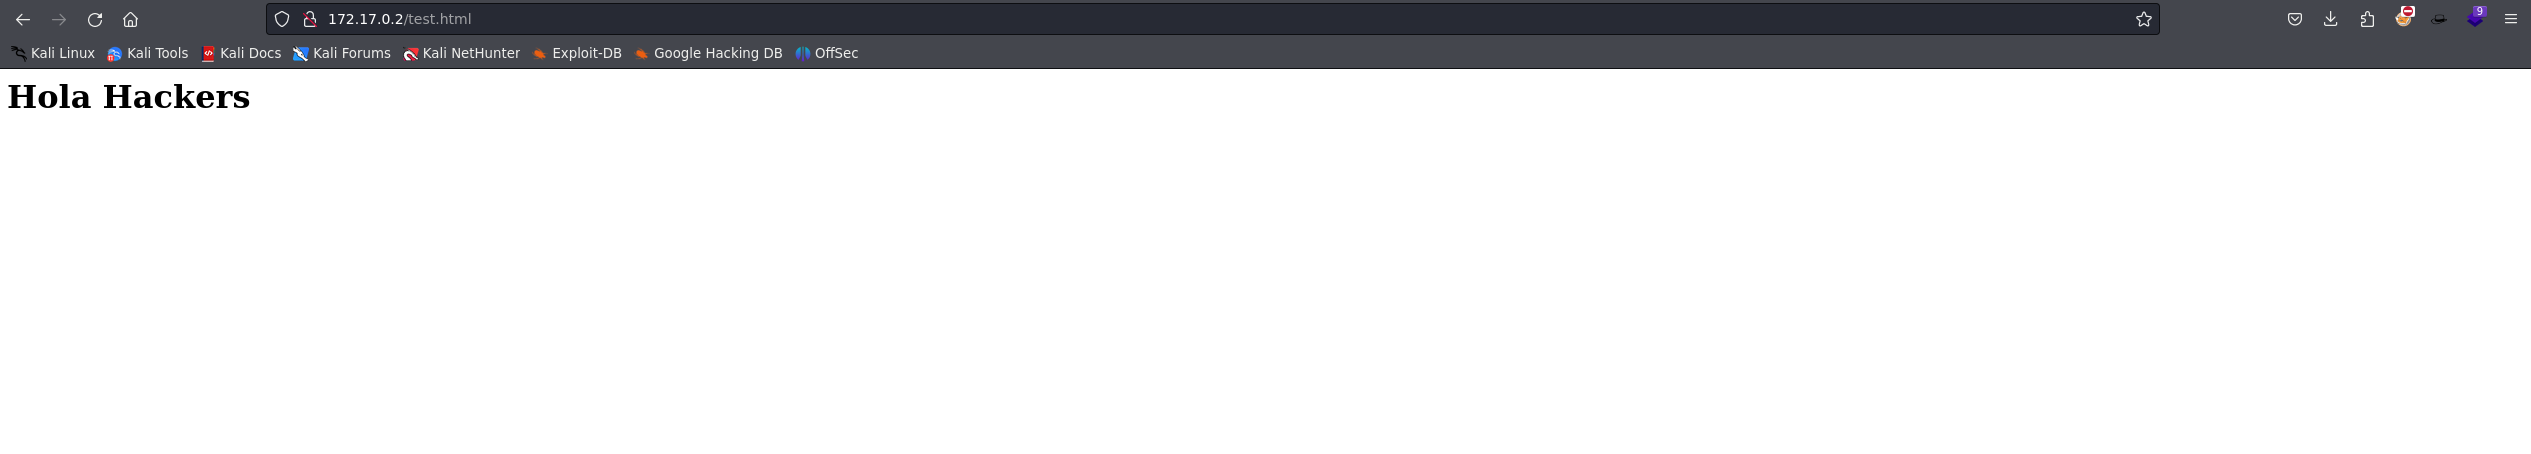 172.17.0.2/test.html
9
Kali Linux Kali Tools Kali Docs Kali Forums Kali NetHunter Exploit-DB Google Hacking DB OffSec
Hola Hackers